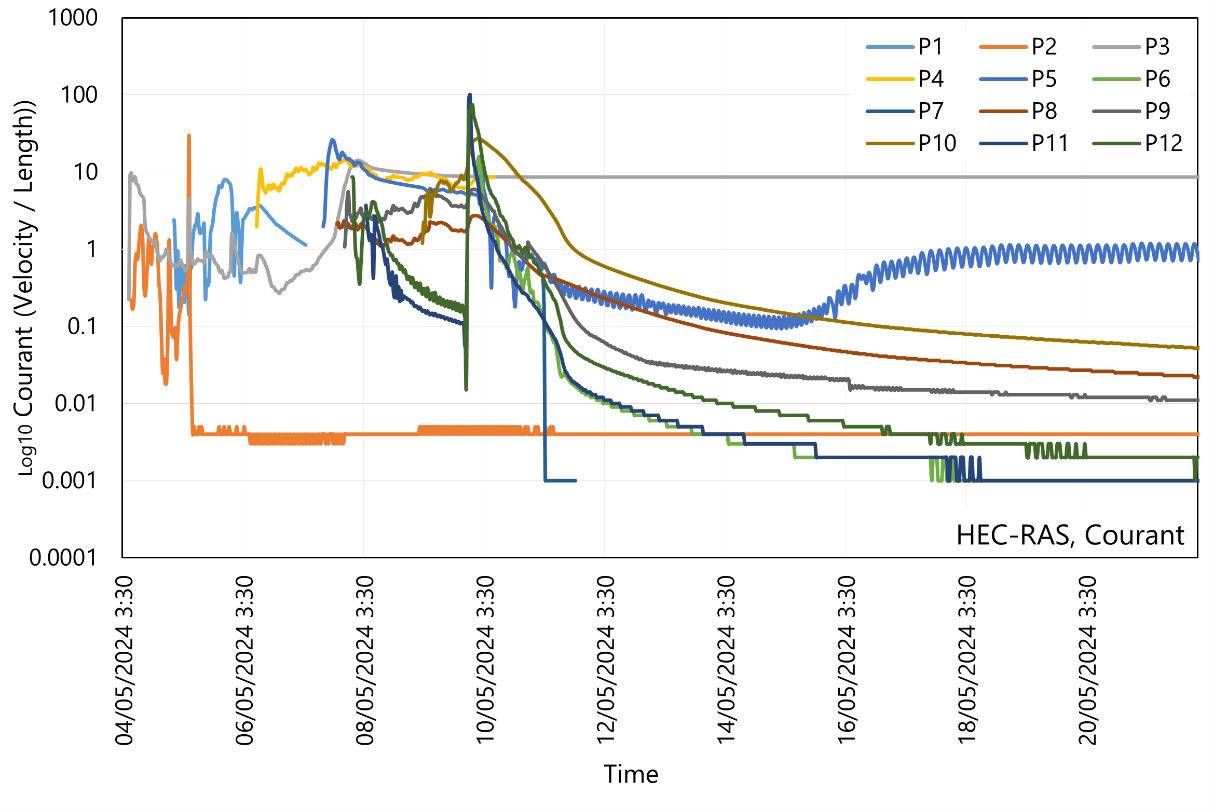 1000
100
10
1
0.1
0.01
0.001
0.0001
Log10 Courant (Velocity / Length))
P1 P2 P3
P4 P5 P6
P7 P8 P9
P10 P11 P12
HEC-RAS, Courant
04/05/2024 3:30
06/05/2024 3:30
08/05/2024 3:30
10/05/2024 3:30
12/05/2024 3:30
14/05/2024 3:30
16/05/2024 3:30
18/05/2024 3:30
20/05/2024 3:30
Time